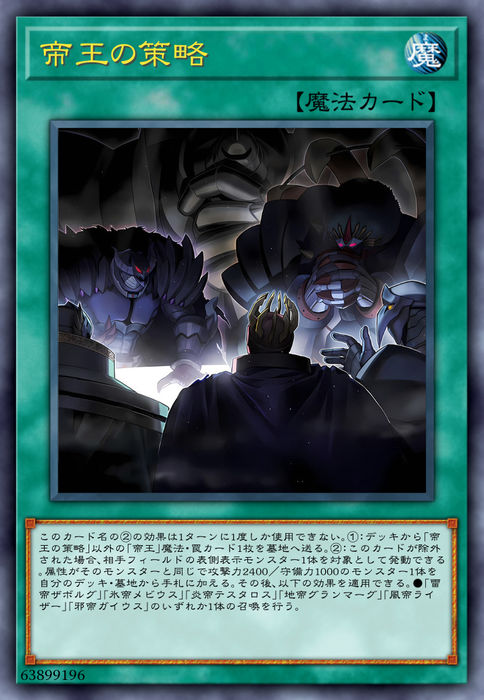 帝王の策略
魔
【魔法カード】
このカード名の②の効果は1ターンに1度しか使用できない。①:デッキから「帝
王の策略」以外の「帝王」魔法・罠カード1枚を墓地へ送る。②:このカードが除外
された場合、相手フィールドの表側表示モンスター1体を対象として発動できる
。属性がそのモンスターと同じで攻撃力2400/守備力1000のモンスター1体を
自分のデッキ・墓地から手札に加える。その後、以下の効果を適用できる。●「雷
帝ザボルグ」「氷帝メビウス」「炎帝テスタロス」「地帝グランマーグ」「風帝ライ
ザー」「邪帝ガイウス」のいずれか1体の召喚を行う。
63899196